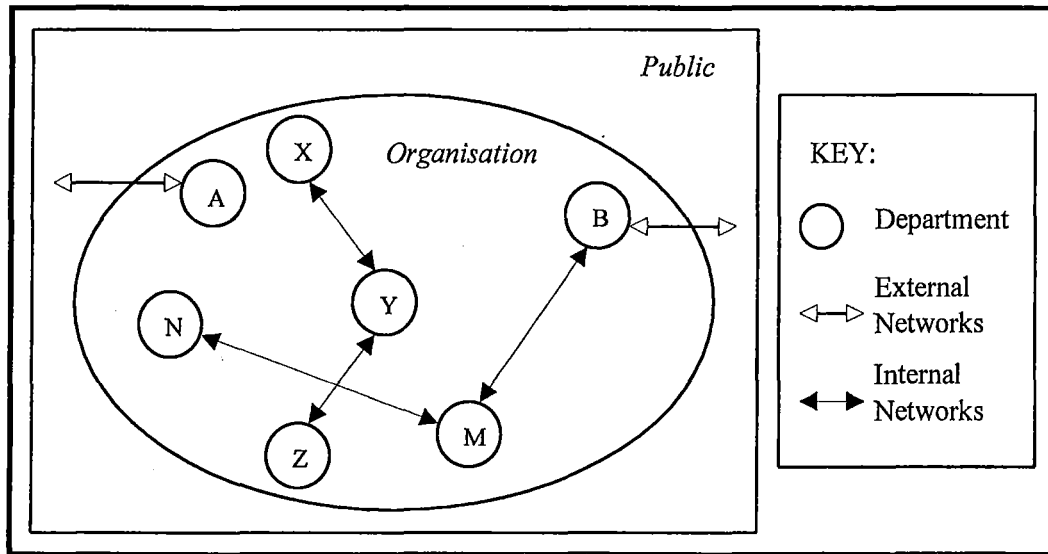 Public
Organisation
X
A
B
Y
N
M
Z
KEY:
Department
External
Networks
Internal
Networks